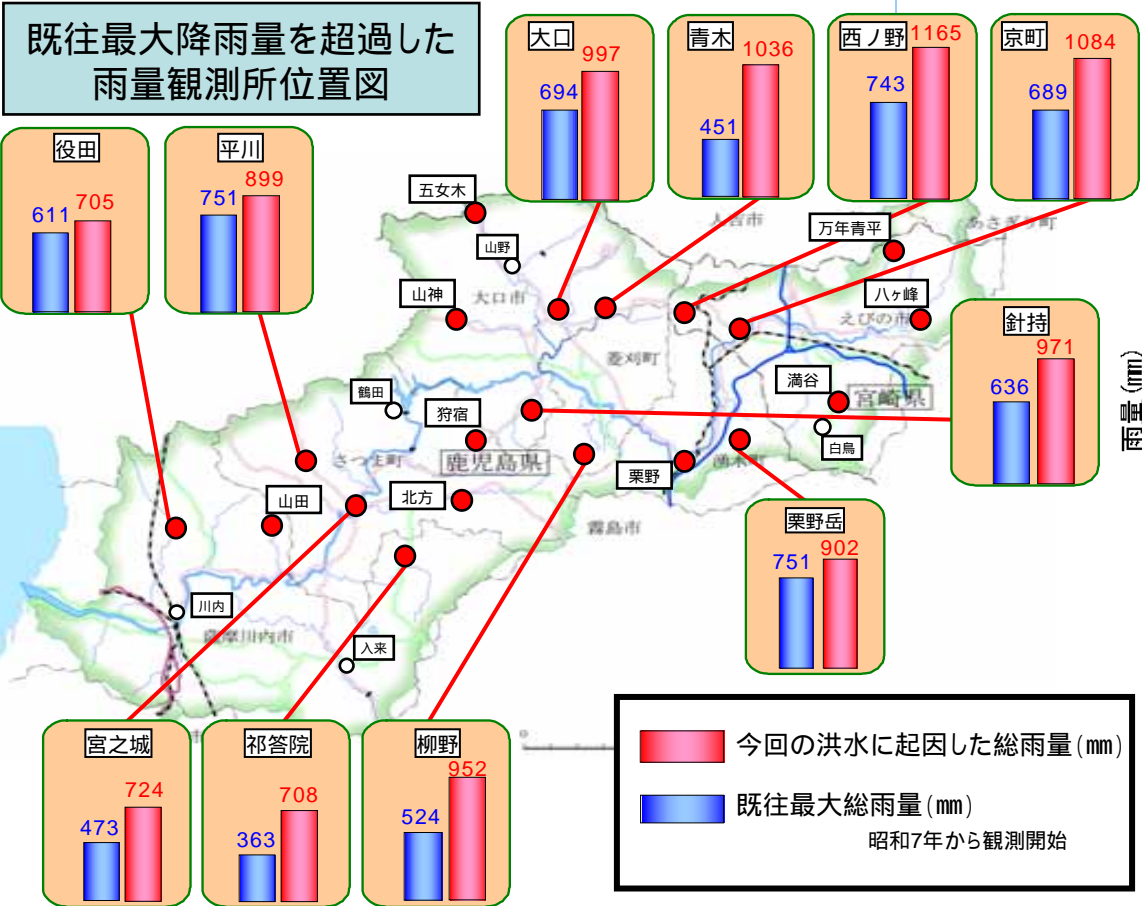 既往最大降雨量を超過した
雨量観測所位置図
大口
997
694
青木
1036
451
西ノ野
1165
743
京町
1084
689
役田
611
705
平川
751
899
五女木
山野
人吉市
万年青平
あさぎり町
山神
大口市
八ヶ峰
えびの市
針持
971
636
雨量(㎜)
菱刈町
鶴田
満谷
宮崎県
狩宿
白鳥
さつま町
鹿児島県
栗野
湧水町
山田
北方
霧島市
栗野岳
751
902
川内
薩摩川内市
入来
宮之城
473
724
祁答院
363
708
柳野
524
952
今回の洪水に起因した総雨量(㎜)
既往最大総雨量(㎜)
昭和7年から観測開始